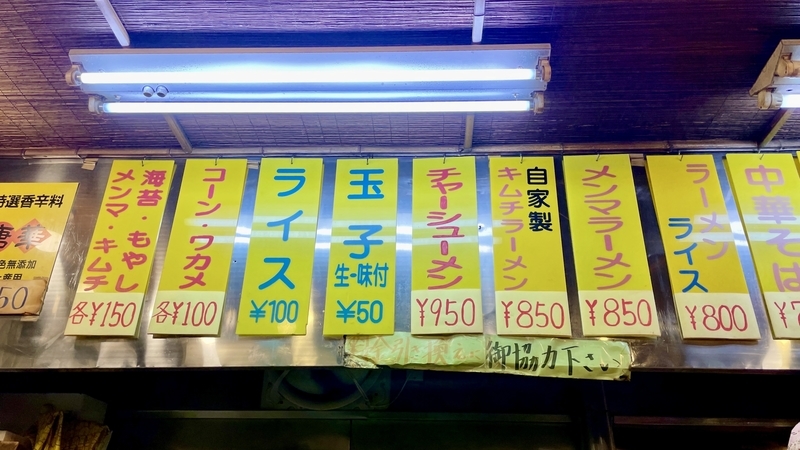 中華そば
ラーメン
ライス
¥800
メンマラーメン
¥850
自家製
キムチラーメン
¥850
チャーシューメン
¥950
玉子
生・味付
¥50
ライス
¥100
コーン・ワカメ
各¥100
海苔・もやし
メンマ・キムチ
各¥150
特選香辛料
色無添加
50
御協力下さい